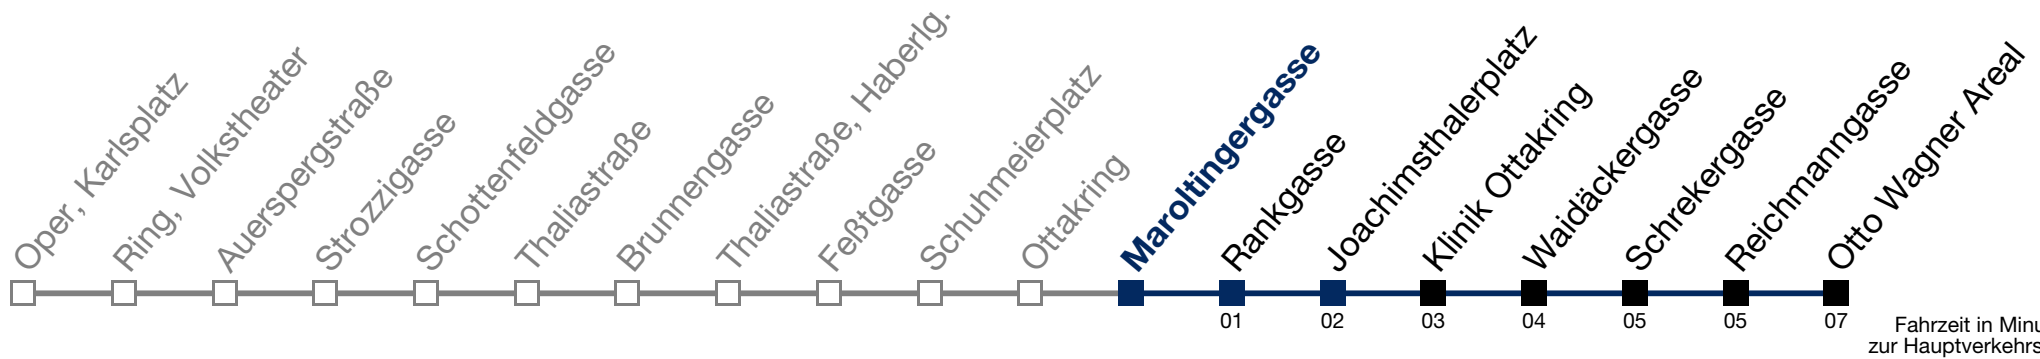 Oper, Karlsplatz
Ring, Volkstheater
Auerspergstraße
Strozzigasse
Schottenfeldgasse
Thaliastraße
Brunnengasse
Thaliastraße, Haberlg.
Feßtgasse
Schuhmeierplatz
Ottakring
Maroltingergasse
Rankgasse
Joachimsthalerplatz
Klinik Ottakring
Waidäckergasse
Schrekergasse
Reichmanngasse
Otto Wagner Areal
01 02 03 04 05 05 07
Fahrzeit in Minu
zur Hauptverkehrs